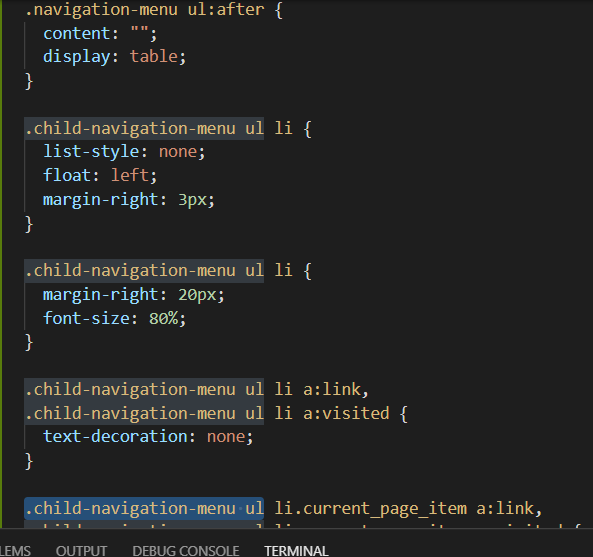 .navigation-menu ul:after {
content: "";
display: table;
}
.child-navigation-menu ul li {
list-style: none;
float: left;
margin-right: 3px;
}
.child-navigation-menu ul li {
margin-right: 20px;
font-size: 80%;
}
.child-navigation-menu ul li a:link,
.child-navigation-menu ul li a:visited {
text-decoration: none;
}
.child-navigation-menu ul li.current_page_item a:link,
LEMS OUTPUT DEBUG CONSOLE TERMINAL